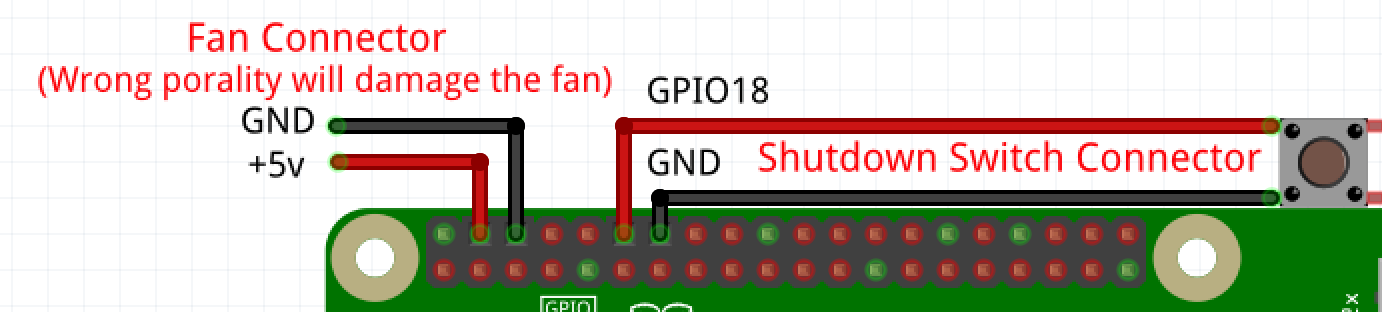 Fan Connector
(Wrong porality will damage the fan)
GPIO18
GND
+5v
GND
Shutdown Switch Connector
GPIO